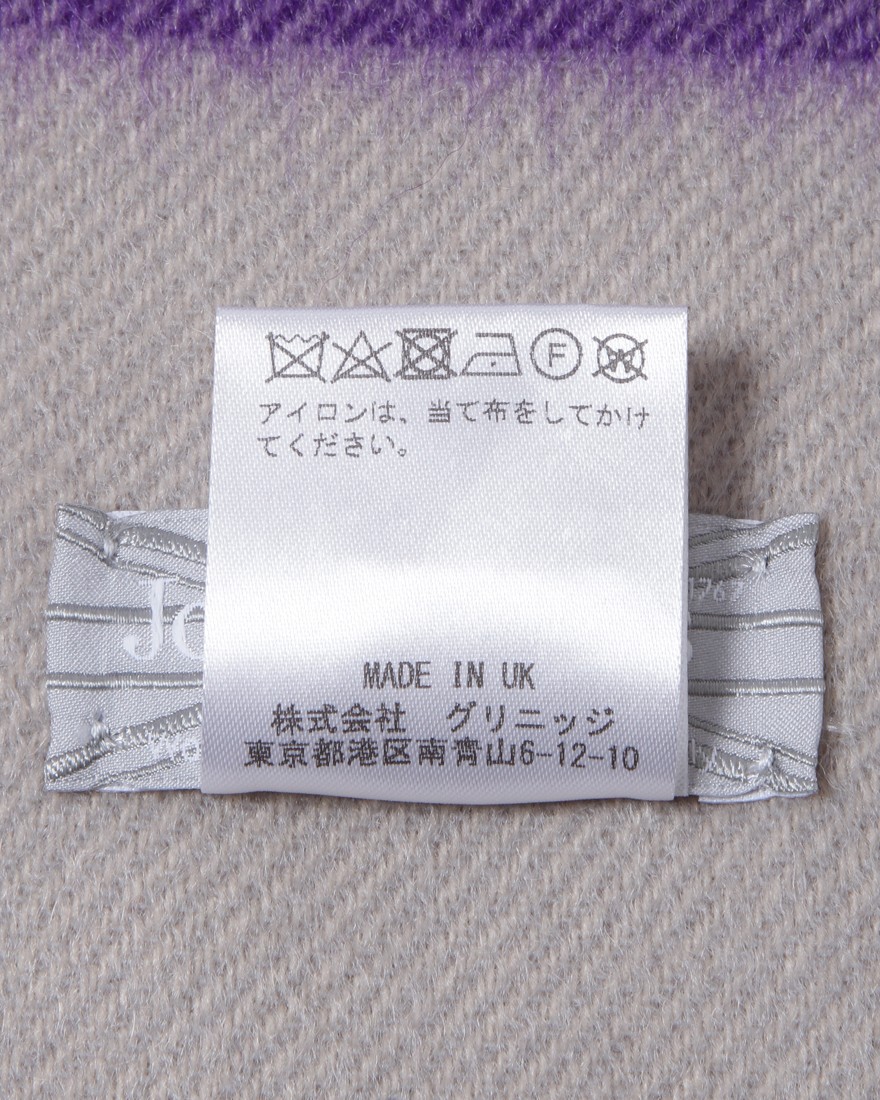 F W
アイロンは、当て布をしてかけ
てください。
1767
Jo
MADE IN UK
株式会社 グリニッジ
東京都港区南青山6-12-10